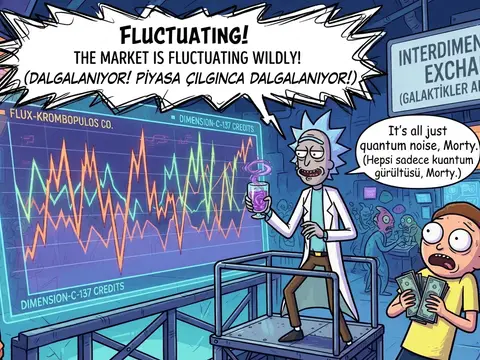 FLUCTUATING!
THE MARKET IS FLUCTUATING WILDLY!
(DALGALANIYOR! PİYASA ÇILGINCA DALGALANIYOR!)
FLUX-KROMBOPULOS CO.
DIMENSION-C-137 CREDITS
INTERDIMEN
EXCHA
(GALAKTİKLER A
It's all just
quantum noise, Morty.
(Hepsi sadece kuantum
gürültüsü, Morty.)
DIMENSION-C-137 CREDITS